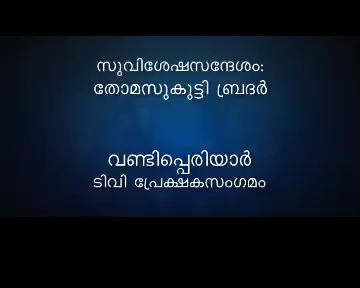 സുവിശേഷസന്ദേശം:
തോമസുകുട്ടി ബ്രദർ
വണ്ടിപ്പെരിയാർ
ടിവി പ്രേക്ഷകസംഗമം